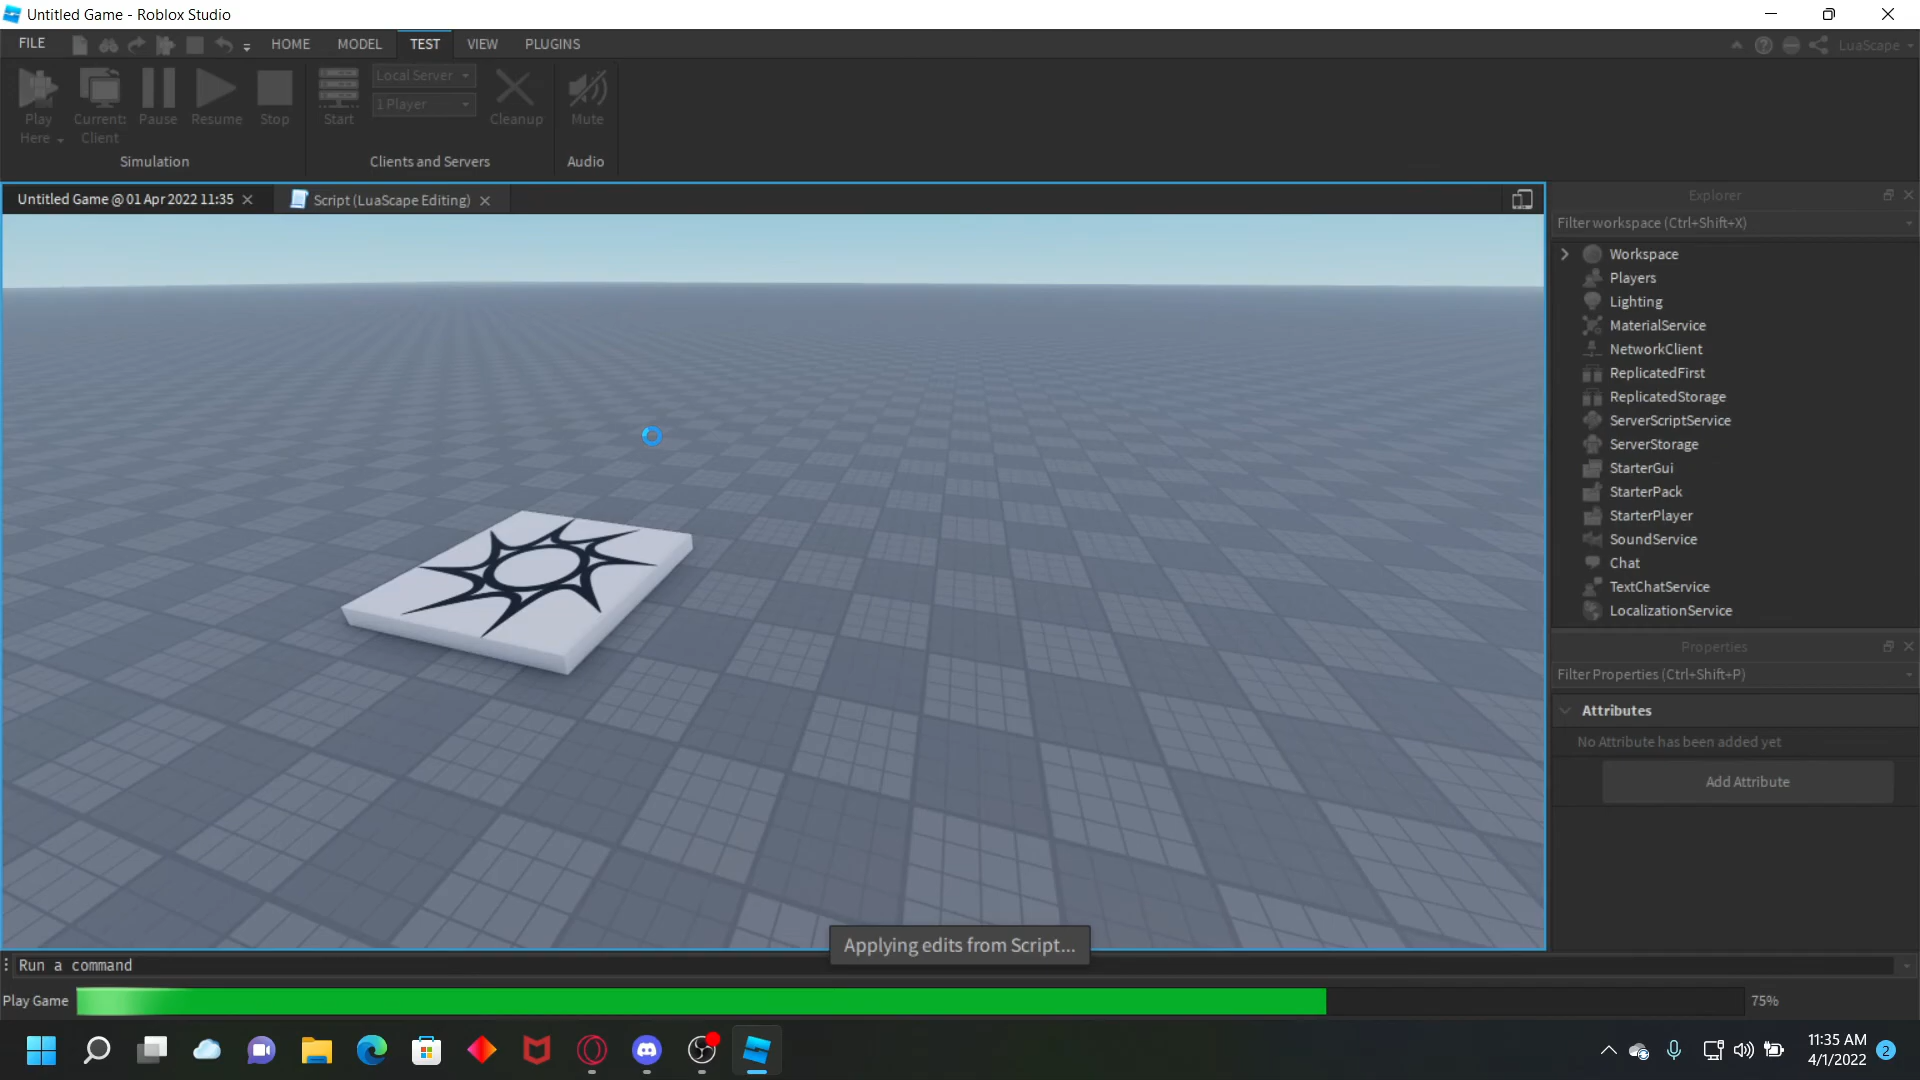 Untitled Game - Roblox Studio
FILE HOME MODEL TEST VIEW PLUGINS LuaScape
Play Here
Current: Client
Pause
Resume
Stop
Simulation
Start
Local Server
1 Player
Cleanup
Clients and Servers
Mute
Audio
Untitled Game @ 01 Apr 2022 11:35
Script (LuaScape Editing)
Explorer
Filter workspace (Ctrl+Shift+X)
Workspace
Players
Lighting
MaterialService
NetworkClient
ReplicatedFirst
ReplicatedStorage
ServerScriptService
ServerStorage
StarterGui
StarterPack
StarterPlayer
SoundService
Chat
TextChatService
LocalizationService
Properties
Filter Properties (Ctrl+Shift+P)
Attributes
No Attribute has been added yet
Add Attribute
Applying edits from Script...
Run a command
Play Game 75%
11:35 AM
4/1/2022
2